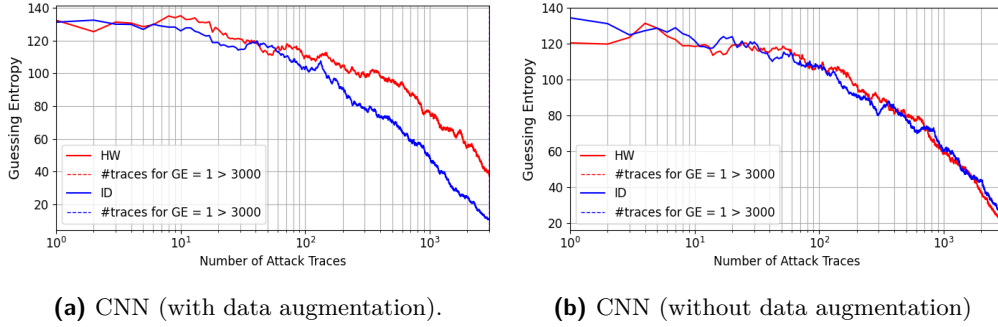 140
120
100
80
60
40
20
Guessing Entropy
HW
#traces for GE = 1 > 3000
ID
#traces for GE = 1 > 3000
10^0
10^1
10^2
10^3
Number of Attack Traces
(a) CNN (with data augmentation).
140
120
100
80
60
40
20
Guessing Entropy
HW
#traces for GE = 1 > 3000
ID
#traces for GE = 1 > 3000
10^0
10^1
10^2
10^3
Number of Attack Traces
(b) CNN (without data augmentation)